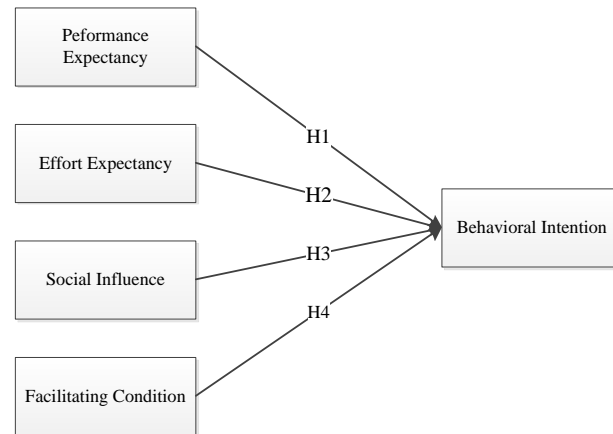 Peformance
Expectancy
H1
Effort Expectancy
H2
Behavioral Intention
Social Influence
H3
H4
Facilitating Condition